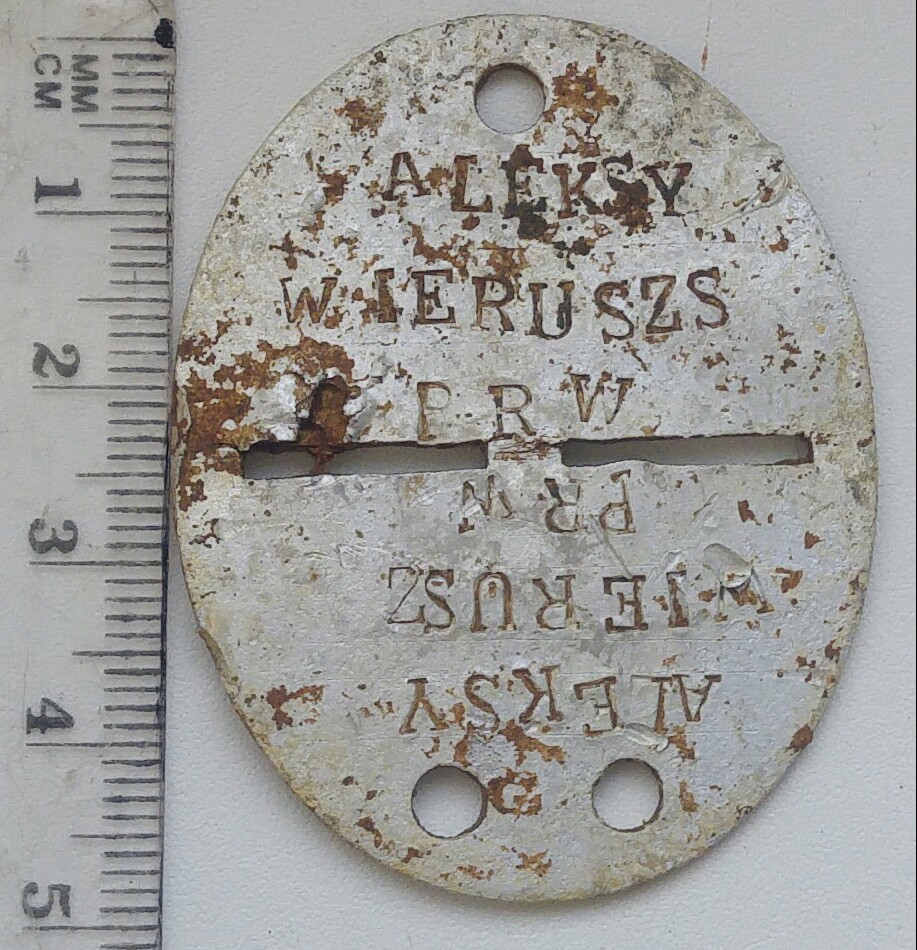 MM
CM
1
2
3
4
5
ALEKSY
WIERUSZS
PRW
PRW
WIERUSZ
ALEKSY
G